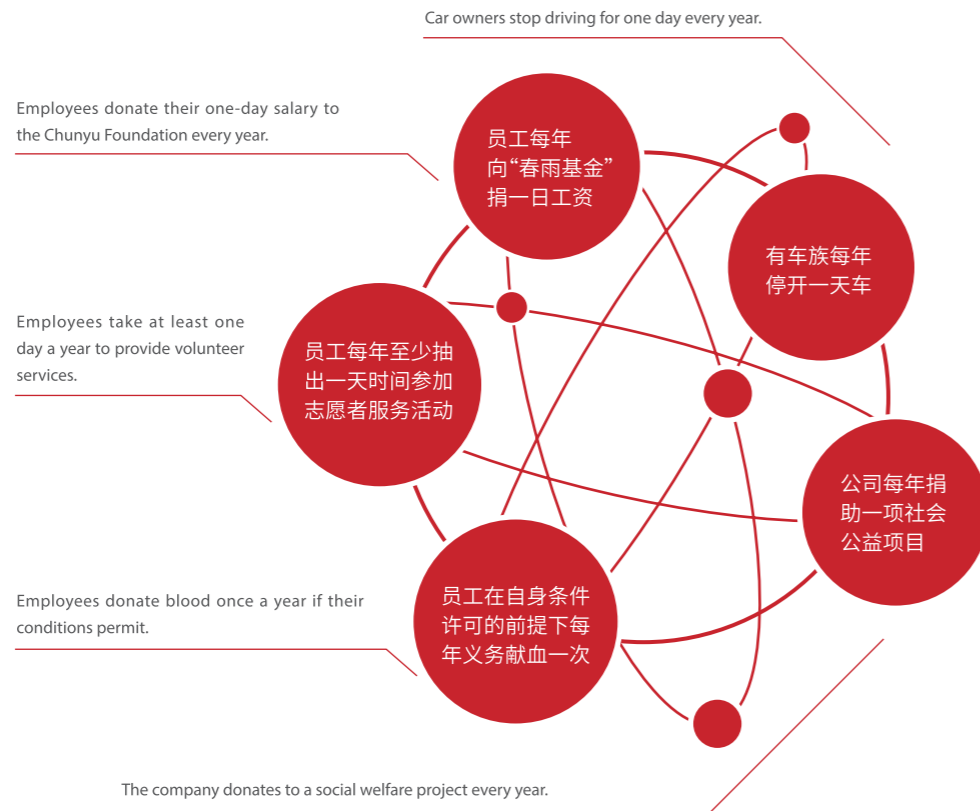 Car owners stop driving for one day every year.
Employees donate their one-day salary to
the Chunyu Foundation every year.
员工每年
向“春雨基金”
捐一日工资
有车族每年
停开一天车
Employees take at least one
day a year to provide volunteer
services.
员工每年至少抽
出一天时间参加
志愿者服务活动
公司每年捐
助一项社会
公益项目
Employees donate blood once a year if their
conditions permit.
员工在自身条件
许可的前提下每
年义务献血一次
The company donates to a social welfare project every year.